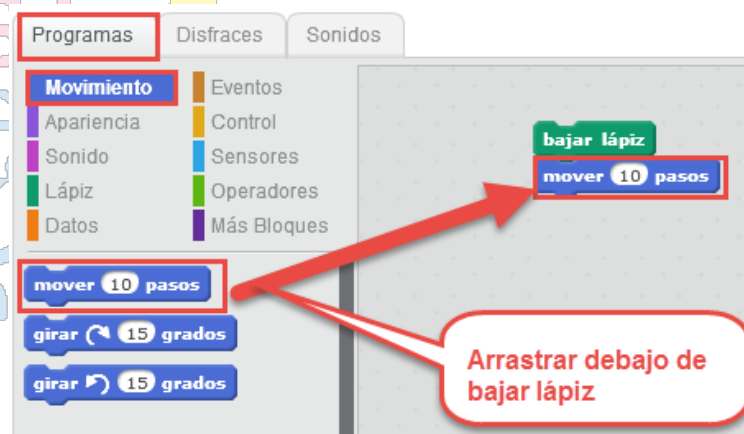 Programas Disfraces Sonidos
Movimiento Eventos
Apariencia Control
Sonido Sensores
Lápiz Operadores
Datos Más Bloques
mover 10 pasos
girar 15 grados
girar 15 grados
bajar lápiz
mover 10 pasos
Arrastrar debajo de
bajar lápiz